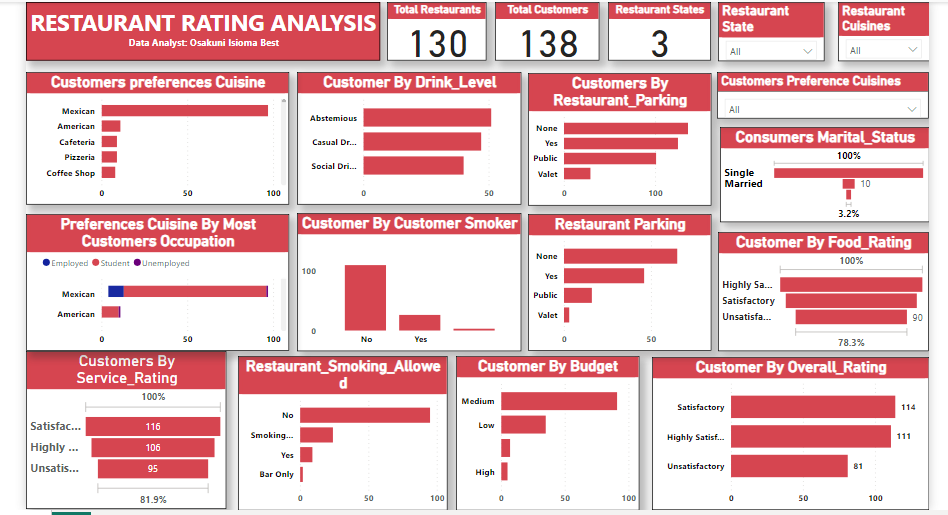 RESTAURANT RATING ANALYSIS
Data Analyst: Osakuni Isioma Best
Total Restaurants
130
Total Customers
138
Restaurant States
3
Restaurant
State
All
Restaurant
Cuisines
All
Customers preferences Cuisine
Mexican
American
Cafeteria
Pizzeria
Coffee Shop
0 50 100
Customer By Drink_Level
Abstemious
Casual Dr...
Social Dri...
0 50
Customers By
Restaurant_Parking
None
Yes
Public
Valet
0 100
Customers Preference Cuisines
All
Consumers Marital_Status
100%
Single
Married
10
3.2%
Preferences Cuisine By Most
Customers Occupation
Employed Student Unemployed
Mexican
American
0 50 100
Customer By Customer Smoker
100
0
No Yes
Restaurant Parking
None
Yes
Public
Valet
0 50
Customer By Food_Rating
100%
Highly Sa...
Satisfactory
Unsatisfa...
90
78.3%
Customers By
Service_Rating
100%
Satisfac... 116
Highly ... 106
Unsatis... 95
81.9%
Restaurant_Smoking_Allowe
d
No
Smoking...
Yes
Bar Only
0 50 100
Customer By Budget
Medium
Low
High
0 50 100
Customer By Overall_Rating
Satisfactory 114
Highly Satisf... 111
Unsatisfactory 81
0 50 100